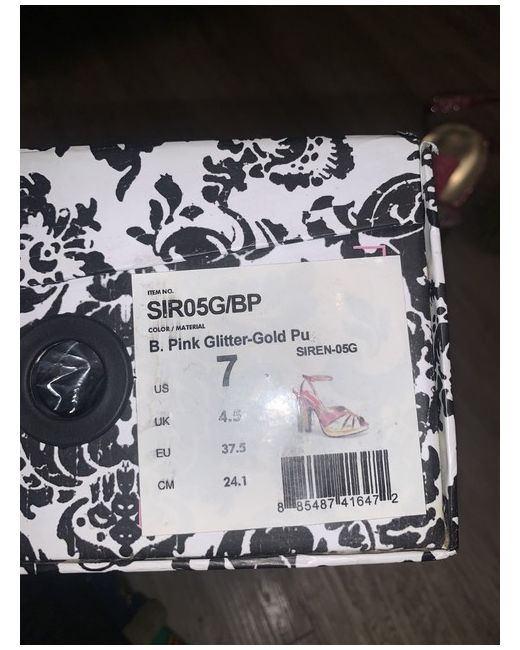 ITEM NO.
SIR05G/BP
COLOR / MATERIAL
B. Pink Glitter-Gold Pu
SIREN-05G
US 7
UK 4.5
EU 37.5
CM 24.1
8 85487 41647 2